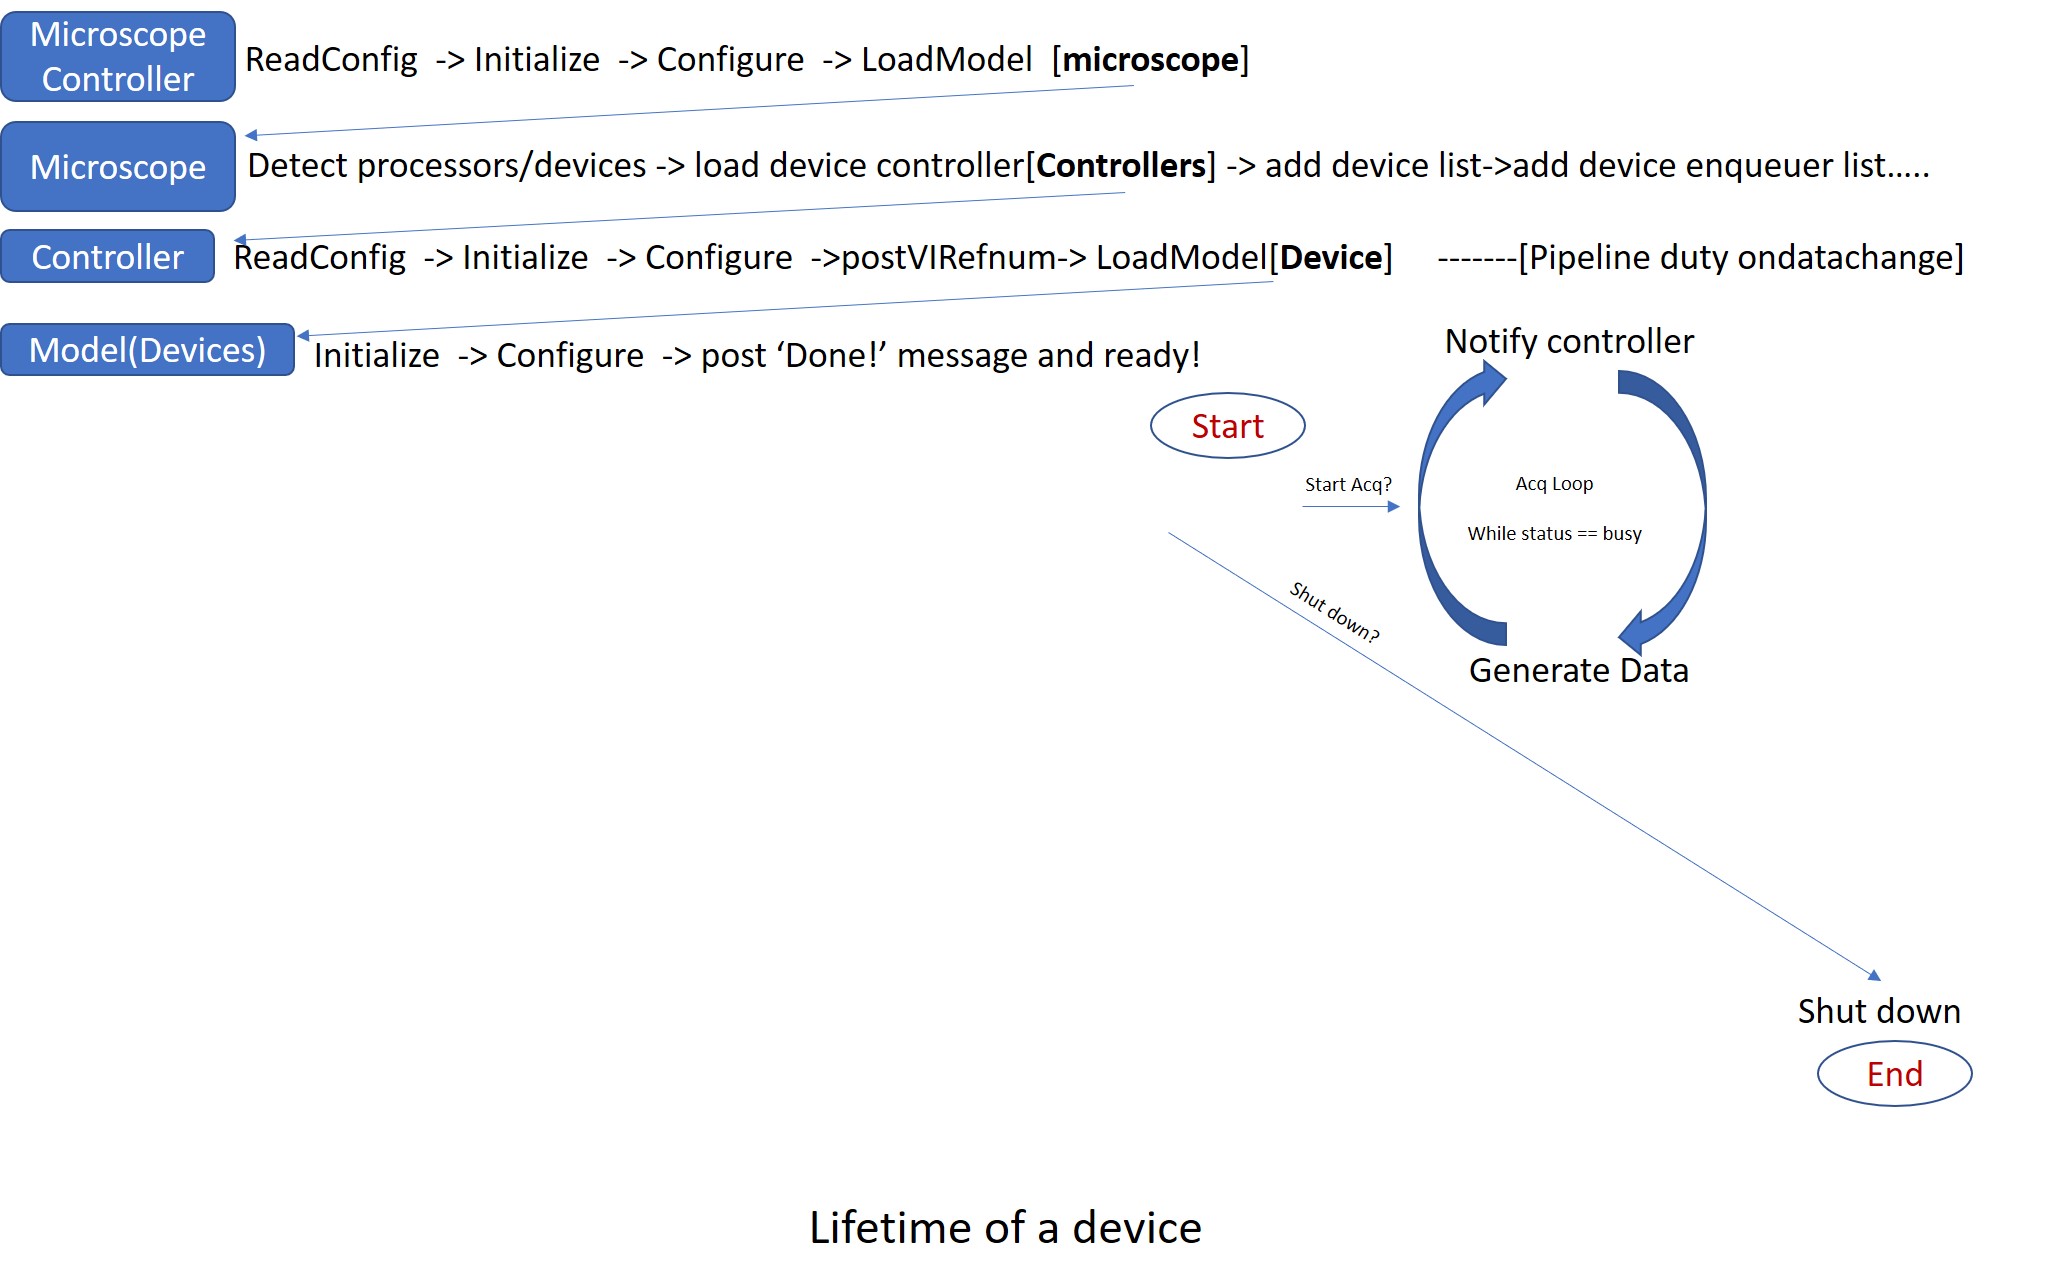 Microscope
Controller
ReadConfig -> Initialize -> Configure -> LoadModel [microscope]
Microscope
Detect processors/devices -> load device controller[Controllers] -> add device list->add device enqueuer list.....
Controller
ReadConfig -> Initialize -> Configure ->postVIRefnum-> LoadModel[Device] -------[Pipeline duty ondatachange]
Model(Devices)
Initialize -> Configure -> post ‘Done!’ message and ready!
Notify controller
Start
Start Acq?
Acq Loop
While status == busy
Shut down?
Generate Data
Shut down
End
Lifetime of a device